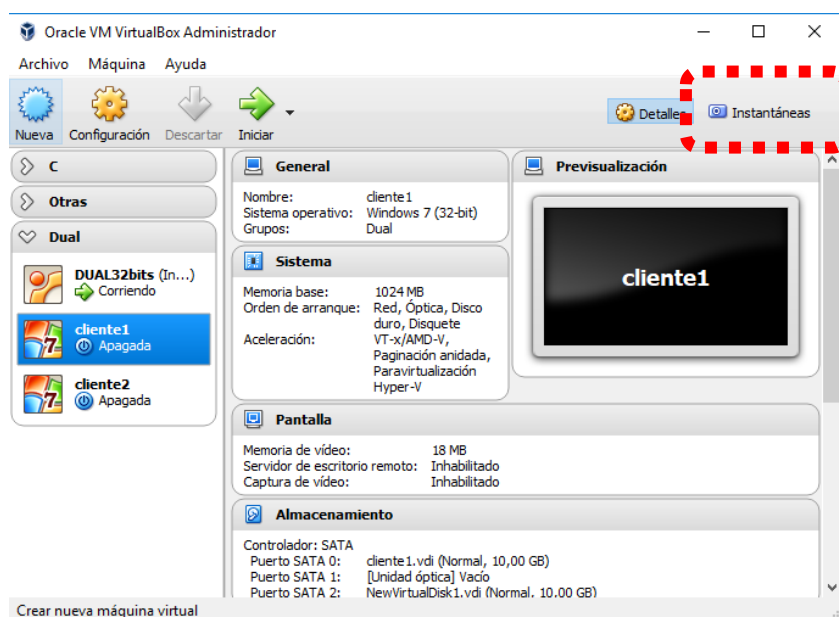 Oracle VM VirtualBox Administrador
Archivo Máquina Ayuda
Nueva Configuración Descartar Iniciar
Detalles Instantáneas
C
Otras
Dual
DUAL32bits (In...)
Corriendo
cliente1
Apagada
cliente2
Apagada
General
Nombre: cliente1
Sistema operativo: Windows 7 (32-bit)
Grupos: Dual
Previsualización
cliente1
Sistema
Memoria base: 1024 MB
Orden de arranque: Red, Óptica, Disco
duro, Disquete
Aceleración: VT-x/AMD-V,
Paginación anidada,
Paravirtualización
Hyper-V
Pantalla
Memoria de vídeo: 18 MB
Servidor de escritorio remoto: Inhabilitado
Captura de vídeo: Inhabilitado
Almacenamiento
Controlador: SATA
Puerto SATA 0: cliente1.vdi (Normal, 10,00 GB)
Puerto SATA 1: [Unidad óptica] Vacío
Puerto SATA 2: NewVirtualDisk1.vdi (Normal, 10,00 GB)
Crear nueva máquina virtual